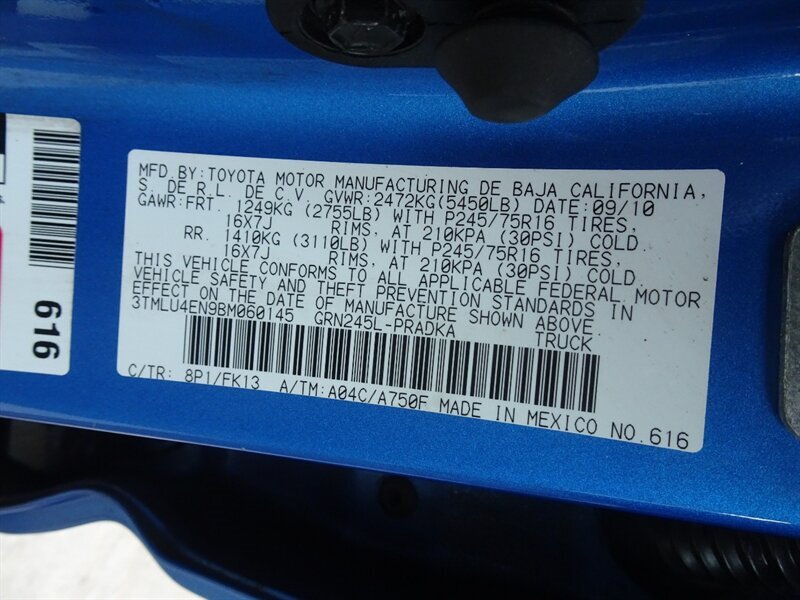 MFD. BY: TOYOTA MOTOR MANUFACTURING DE BAJA CALIFORNIA,
S. DE R.L. DE C.V. GVWR: 2472KG(5450LB) DATE: 09/10
GAWR: FRT. 1249KG (2755LB) WITH P245/75R16 TIRES,
16X7J RIMS, AT 210KPA (30PSI) COLD
RR. 1410KG (3110LB) WITH P245/75R16 TIRES,
16X7J RIMS, AT 210KPA (30PSI) COLD.
THIS VEHICLE CONFORMS TO ALL APPLICABLE FEDERAL MOTOR
VEHICLE SAFETY AND THEFT PREVENTION STANDARDS IN
EFFECT ON THE DATE OF MANUFACTURE SHOWN ABOVE.
3TMLU4EN9BM060145 GRN245L-PRADKA TRUCK
C/TR: 8P1/FK13 A/TM: A04C/A750F MADE IN MEXICO NO.616
616